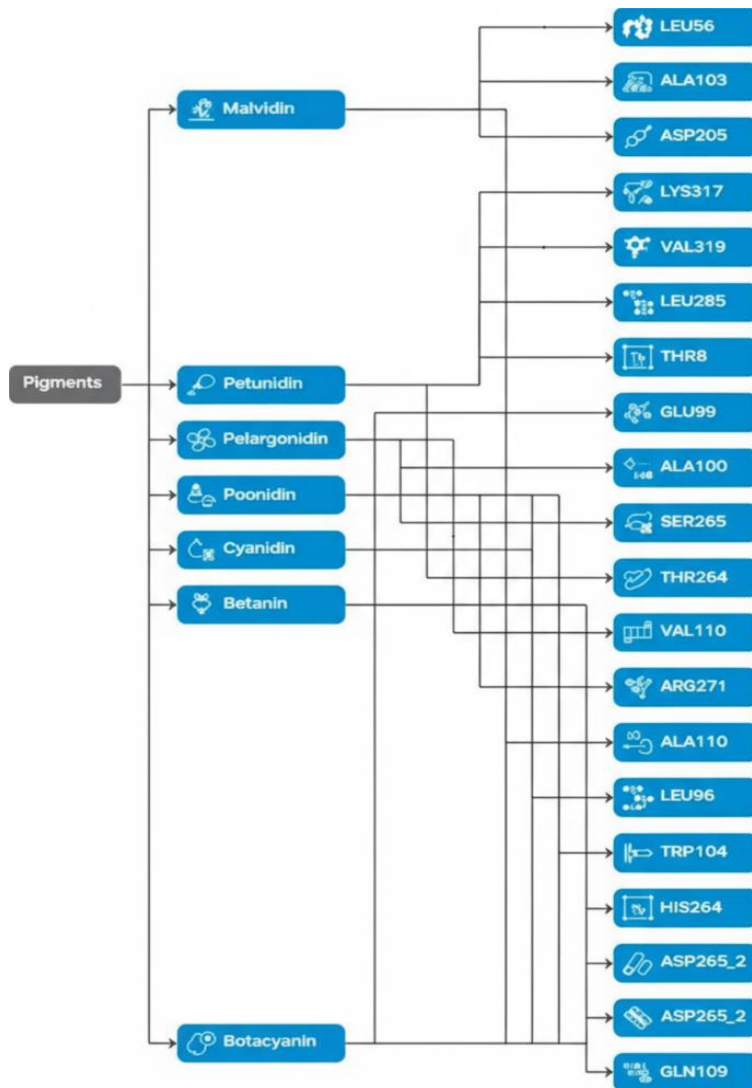 Pigments
Malvidin
Petunidin
Pelargonidin
Poonidin
Cyanidin
Betanin
Botacyanin
LEU56
ALA103
ASP205
LYS317
VAL319
LEU285
THR8
GLU99
ALA100
SER265
THR264
VAL110
ARG271
ALA110
LEU96
TRP104
HIS264
ASP265_2
ASP265_2
GLN109